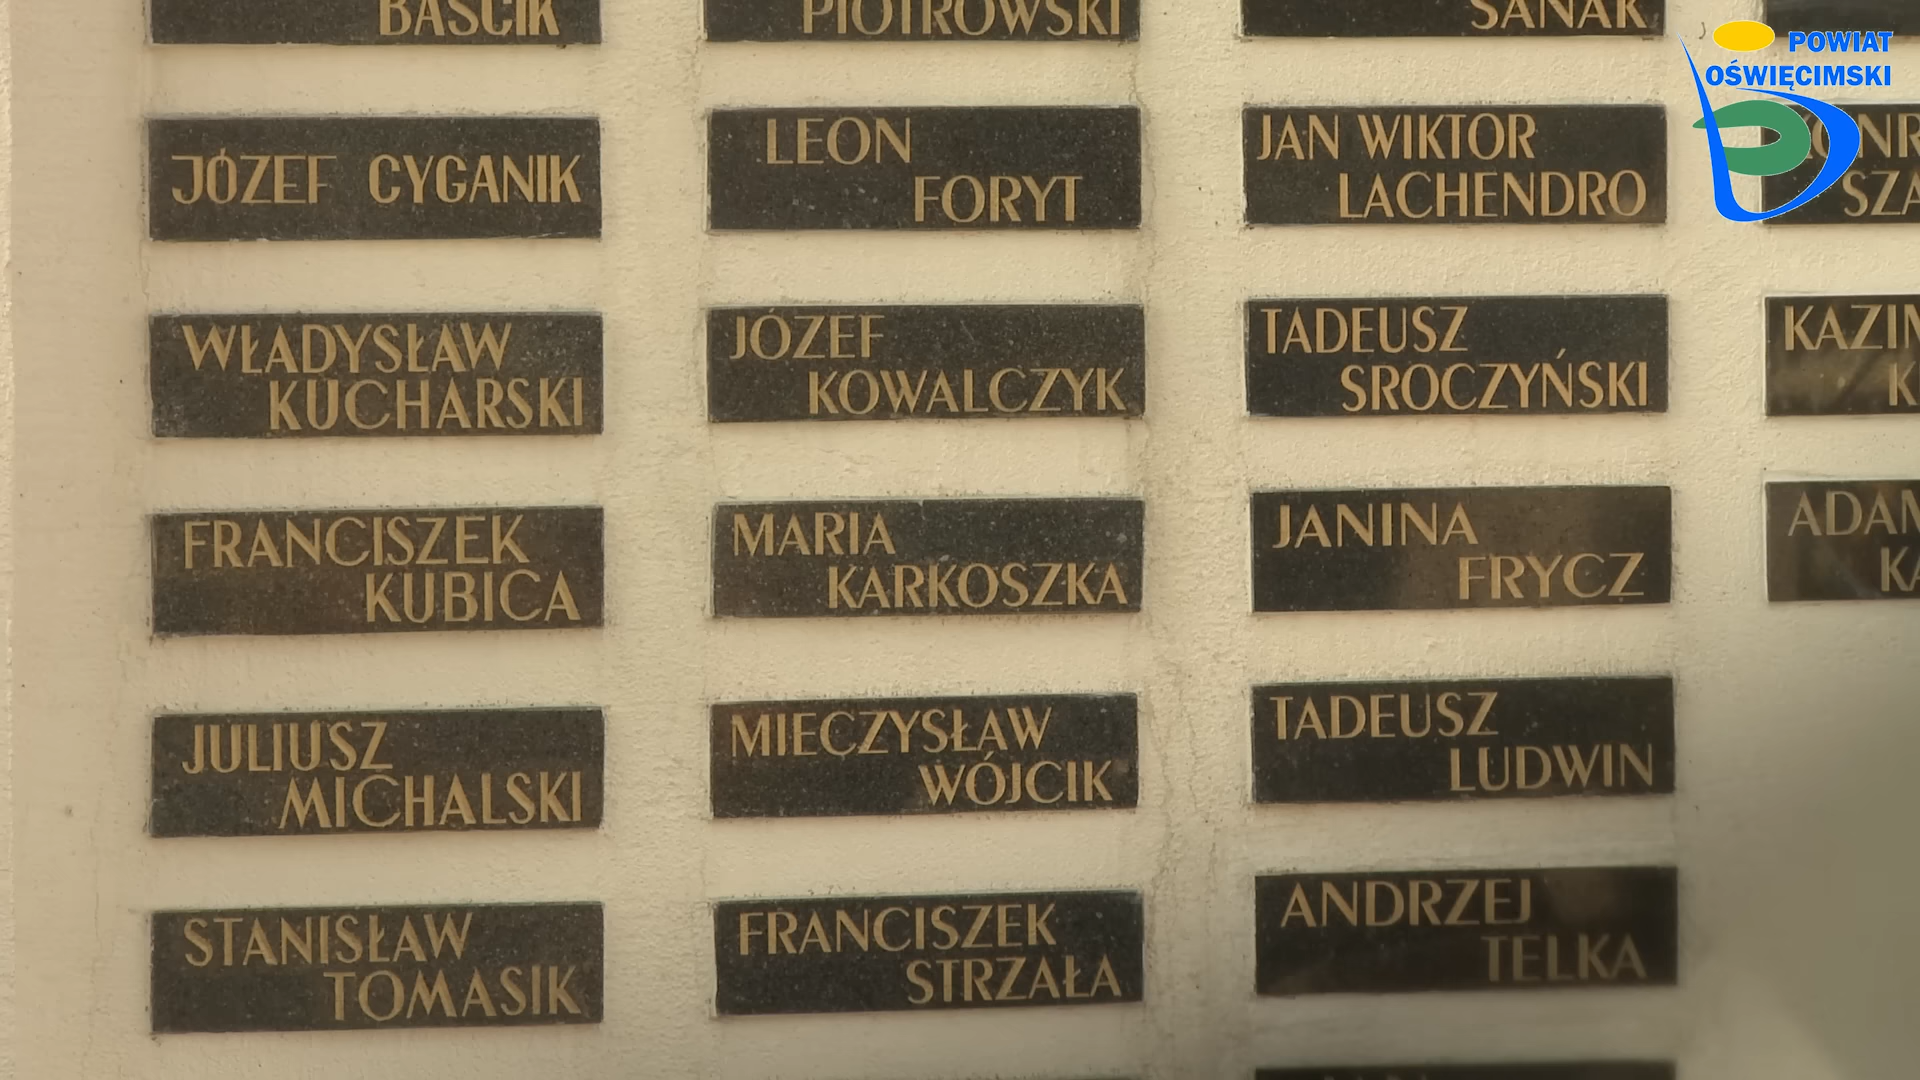 BAŚCIK
JÓZEF CYGANIK
WŁADYSŁAW
KUCHARSKI
FRANCISZEK
KUBICA
JULIUSZ
MICHALSKI
STANISŁAW
TOMASIK
PIOTROWSKI
LEON
FORYT
JÓZEF
KOWALCZYK
MARIA
KARKOSZKA
MIECZYSŁAW
WÓJCIK
FRANCISZEK
STRZAŁA
SANAK
JAN WIKTOR
LACHENDRO
TADEUSZ
SROCZYŃSKI
JANINA
FRYCZ
TADEUSZ
LUDWIN
ANDRZEJ
TELKA
POWIAT
OŚWIĘCIMSKI
ADAM